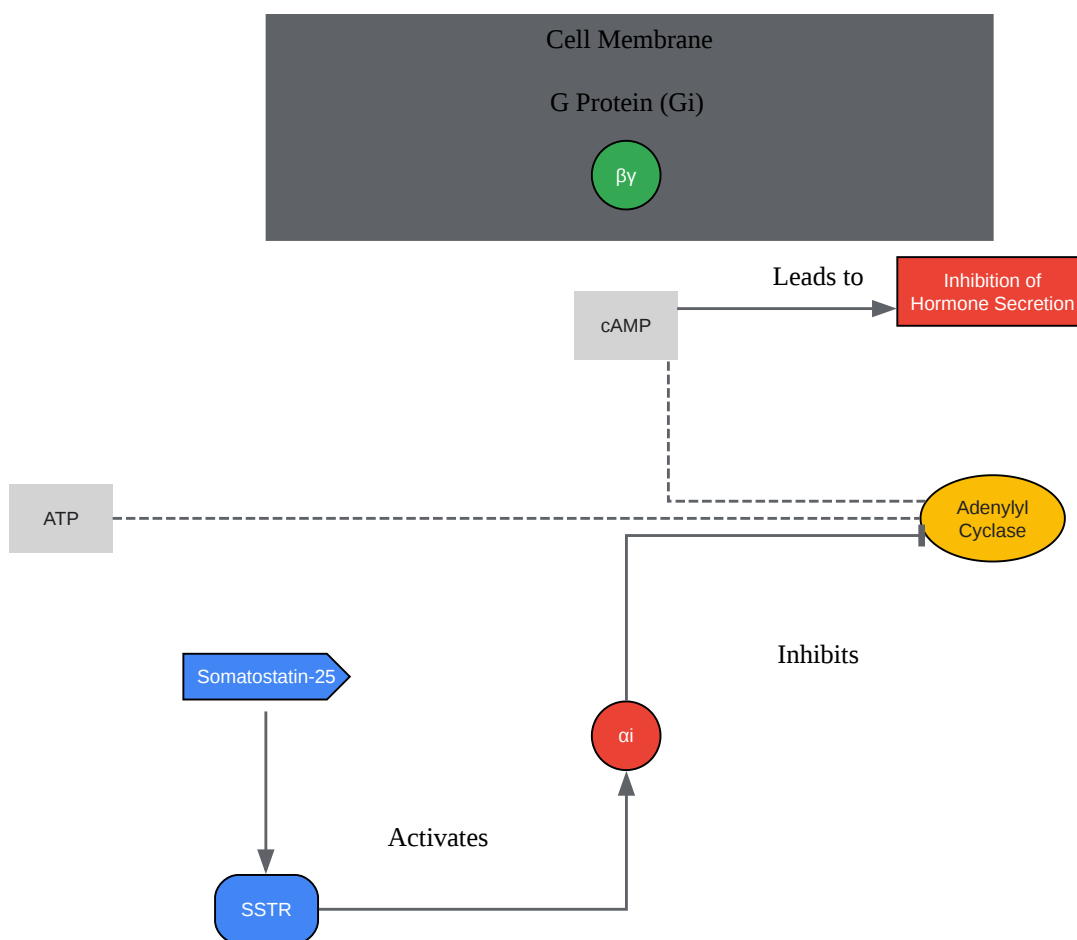 Cell Membrane
G Protein (Gi)
βγ
Leads to
Inhibition of
Hormone Secretion
cAMP
ATP
Adenylyl
Cyclase
Inhibits
Somatostatin-25
αi
Activates
SSTR